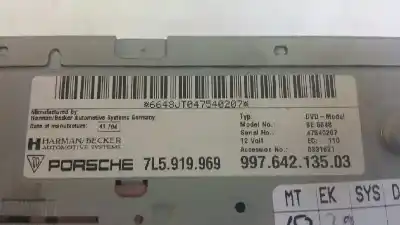 *6648JT047540207*
Manufactured by
Harman/Becker Automotive Systems Germany
Date of Manufacture:
Typ: DVD-Modul
Model No.: BE 6648
Serial No.: 47540207
12 Volt
Accession No.:
HARMAN/BECKER
AUTOMOTIVE SYSTEMS
PORSCHE 7L5.919.969 997.642.135.03
MT EK SYS